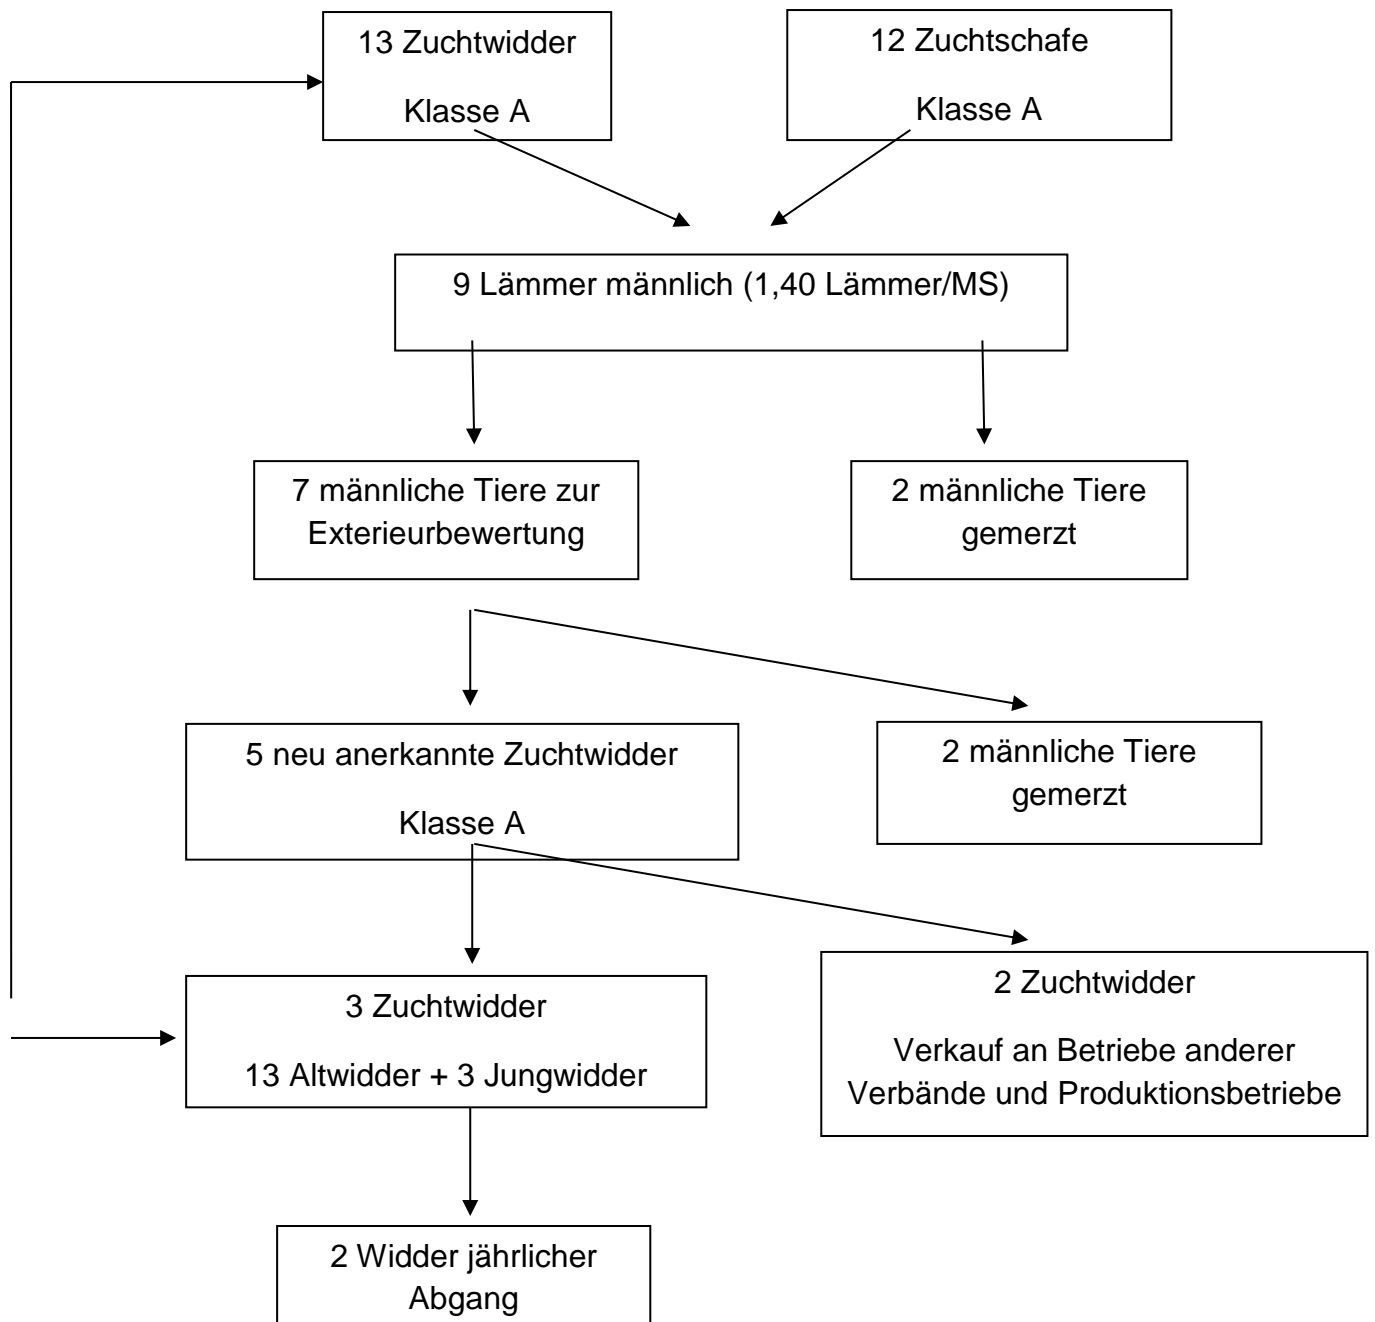 13 Zuchtwidder
Klasse A
12 Zuchtschafe
Klasse A
9 Lämmer männlich (1,40 Lämmer/MS)
7 männliche Tiere zur
Exterieurbewertung
2 männliche Tiere
gemerzt
5 neu anerkannte Zuchtwidder
Klasse A
2 männliche Tiere
gemerzt
3 Zuchtwidder
13 Altwidder + 3 Jungwidder
2 Zuchtwidder
Verkauf an Betriebe anderer
Verbände und Produktionsbetriebe
2 Widder jährlicher
Abgang